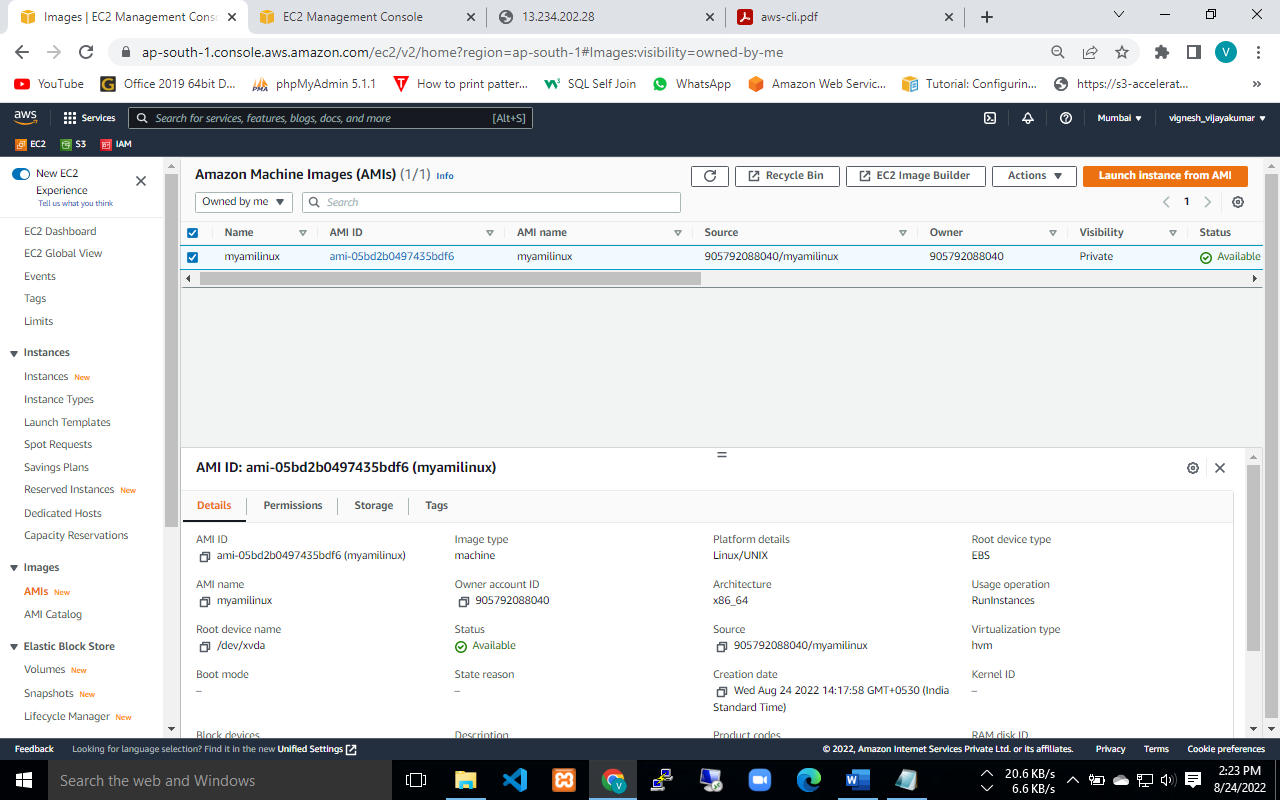 Images | EC2 Management Cons
EC2 Management Console
13.234.202.28
aws-cli.pdf
ap-south-1.console.aws.amazon.com/ec2/v2/home?region=ap-south-1#Images:visibility=owned-by-me
V
YouTube
Office 2019 64bit D...
phpMyAdmin 5.1.1
How to print patter...
SQL Self Join
WhatsApp
Amazon Web Servic...
Tutorial: Configurin...
https://s3-accelerat...
»
aws
Services
Search for services, features, blogs, docs, and more
[Alt+S]
Mumbai
vignesh_vijayakumar
EC2
S3
IAM
New EC2
Experience
Tell us what you think
EC2 Dashboard
EC2 Global View
Events
Tags
Limits
Instances
Instances New
Instance Types
Launch Templates
Spot Requests
Savings Plans
Reserved Instances New
Dedicated Hosts
Capacity Reservations
Images
AMIs New
AMI Catalog
Elastic Block Store
Volumes New
Snapshots New
Lifecycle Manager New
Amazon Machine Images (AMIs) (1/1) Info
Recycle Bin
EC2 Image Builder
Actions
Launch instance from AMI
Owned by me
Search
1
Name
AMI ID
AMI name
Source
Owner
Visibility
Status
myamilinux
ami-05bd2b0497435bdf6
myamilinux
905792088040/myamilinux
905792088040
Private
Available
AMI ID: ami-05bd2b0497435bdf6 (myamilinux)
Details
Permissions
Storage
Tags
AMI ID
ami-05bd2b0497435bdf6 (myamilinux)
Image type
machine
Platform details
Linux/UNIX
Root device type
EBS
AMI name
myamilinux
Owner account ID
905792088040
Architecture
x86_64
Usage operation
RunInstances
Root device name
/dev/xvda
Status
Available
Source
905792088040/myamilinux
Virtualization type
hvm
Boot mode
–
State reason
–
Creation date
Wed Aug 24 2022 14:17:58 GMT+0530 (India
Standard Time)
Kernel ID
–
Block devices
Description
Product codes
RAM disk ID
Feedback
Looking for language selection? Find it in the new Unified Settings
© 2022, Amazon Internet Services Private Ltd. or its affiliates.
Privacy
Terms
Cookie preferences
Search the web and Windows
20.6 KB/s
6.6 KB/s
2:23 PM
8/24/2022